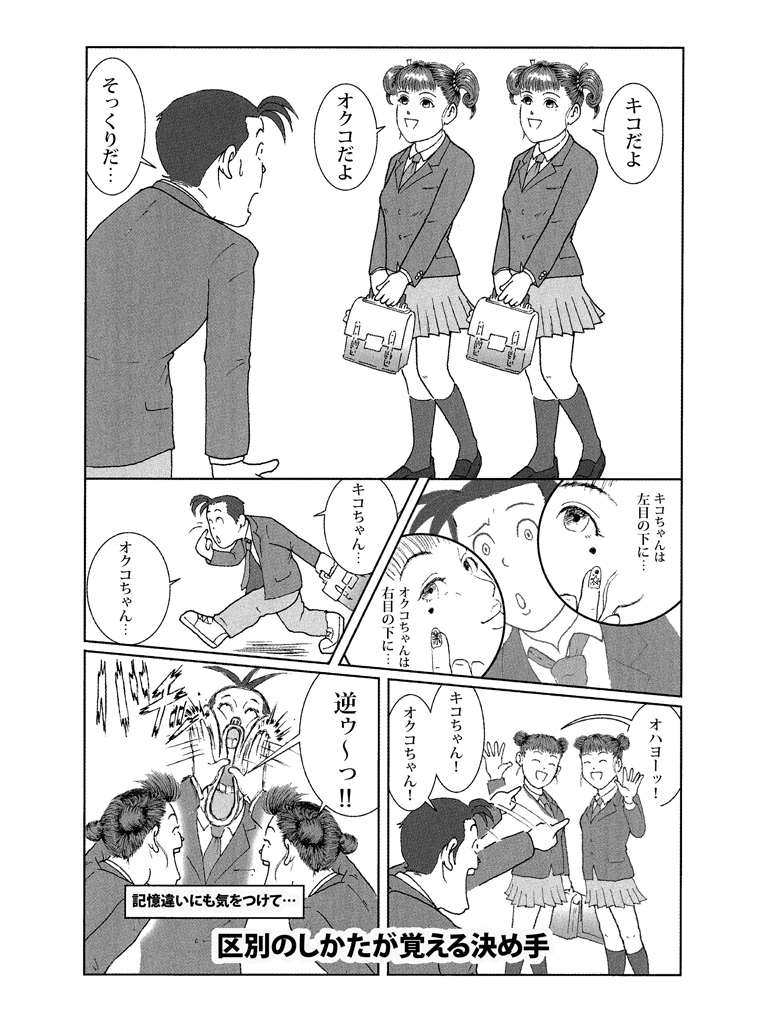 キコだよ
オクコだよ
そっくりだ…
キコちゃんは
左目の下に…
オクコちゃんは
右目の下に…
キコちゃん…
オクコちゃん…
オハヨーッ！
キコちゃん！
オクコちゃん！
逆ゥ〜っ!!
記憶違いにも気をつけて…
区別のしかたが覚える決め手